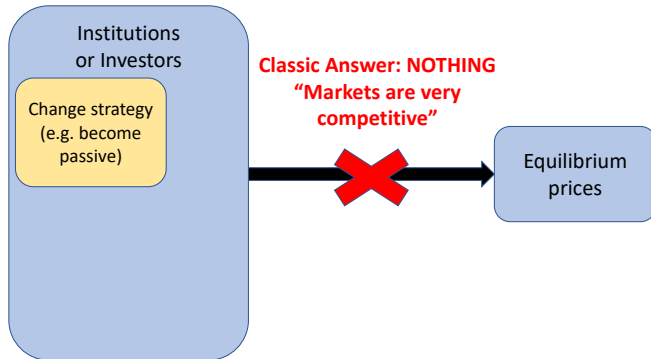 Institutions
or Investors
Change strategy
(e.g. become
passive)
Classic Answer: NOTHING
“Markets are very
competitive”
Equilibrium
prices